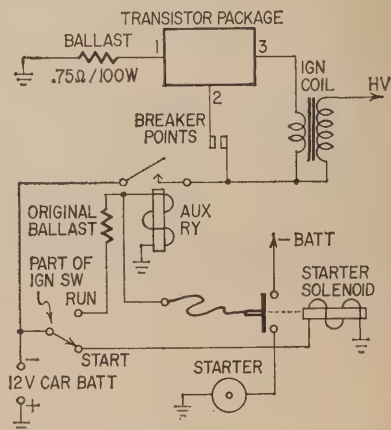 TRANSISTOR PACKAGE
BALLAST
1
3
.75Ω/100W
2
IGN
COIL
HV
BREAKER
POINTS
ORIGINAL
BALLAST
AUX
RY
PART OF
IGN SW
RUN
-BATT
STARTER
SOLENOID
START
-
12V CAR BATT
+
STARTER